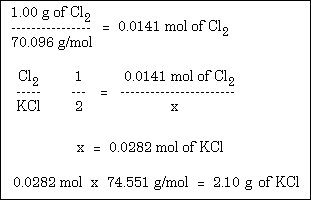 1.00 g of Cl2
---------------- = 0.0141 mol of Cl2
70.096 g/mol
Cl2 1 0.0141 mol of Cl2
----- --- = -----------------------
KCl 2 x
x = 0.0282 mol of KCl
0.0282 mol x 74.551 g/mol = 2.10 g of KCl